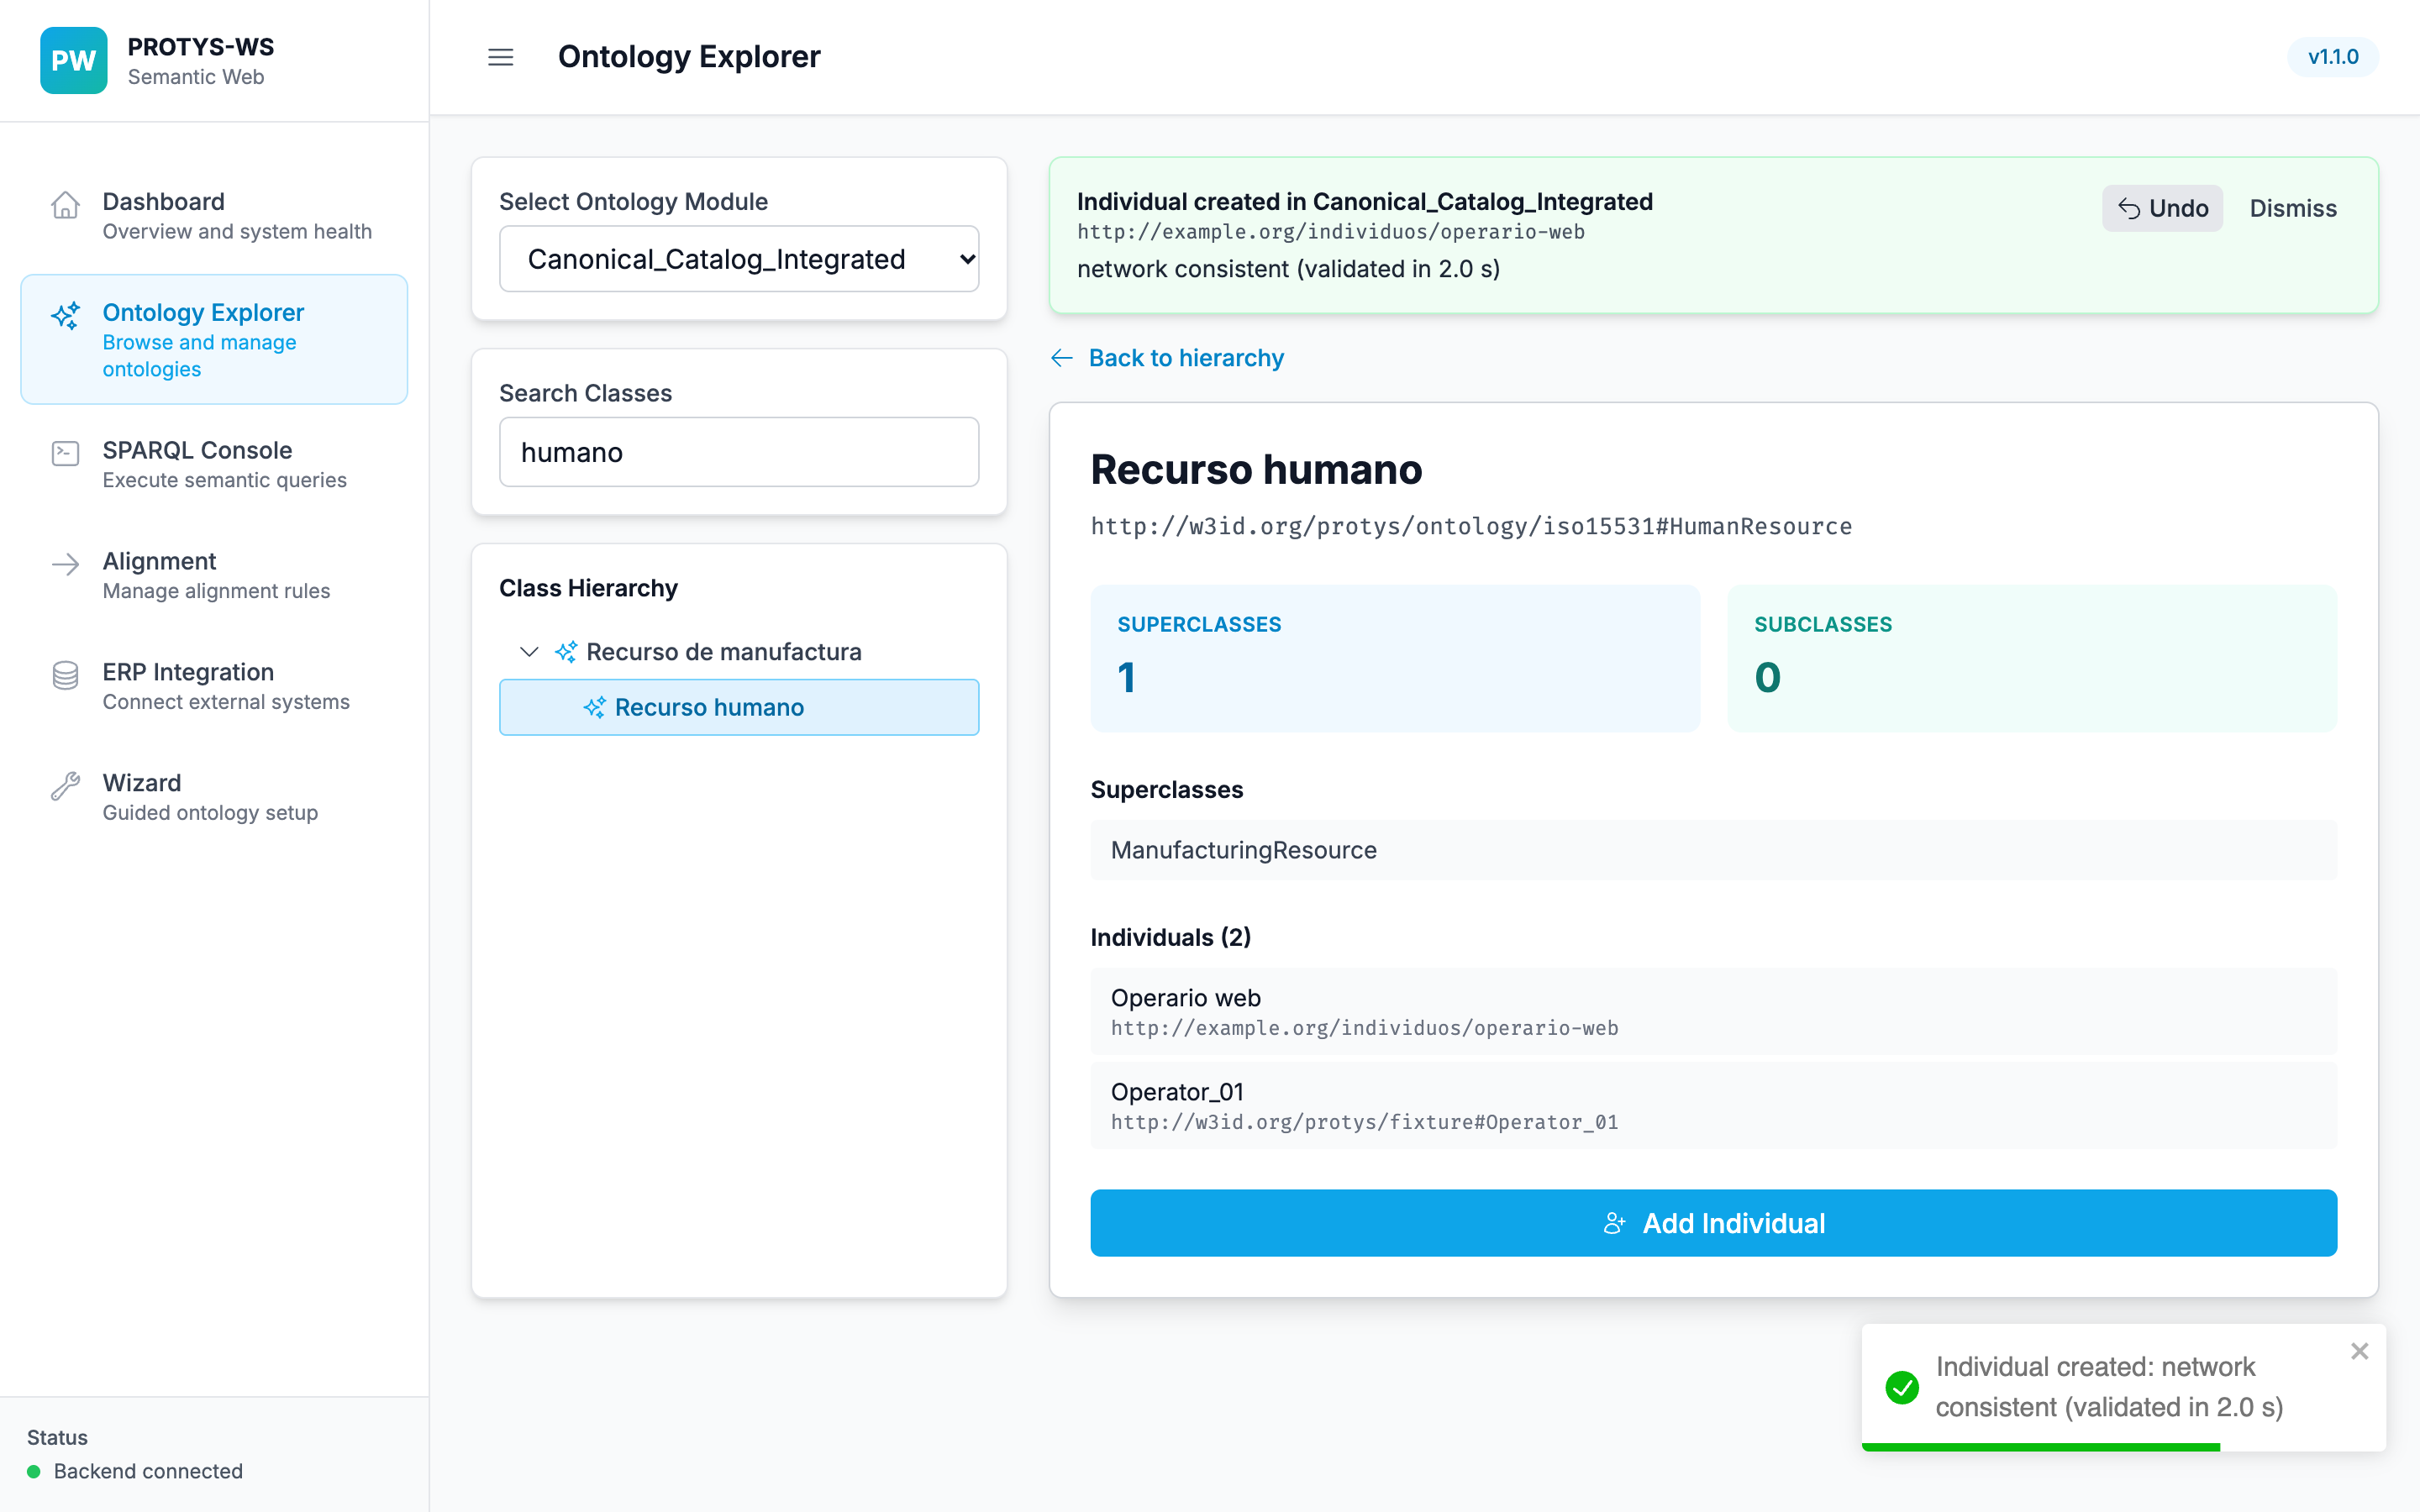 PW
PROTYS-WS
Semantic Web
Dashboard
Overview and system health
Ontology Explorer
Browse and manage
ontologies
SPARQL Console
Execute semantic queries
Alignment
Manage alignment rules
ERP Integration
Connect external systems
Wizard
Guided ontology setup
Status
Backend connected
Ontology Explorer
v1.1.0
Select Ontology Module
Canonical_Catalog_Integrated
Search Classes
humano
Class Hierarchy
Recurso de manufactura
Recurso humano
Individual created in Canonical_Catalog_Integrated
http://example.org/individuos/operario-web
network consistent (validated in 2.0 s)
Undo
Dismiss
Back to hierarchy
Recurso humano
http://w3id.org/protys/ontology/iso15531#HumanResource
SUPERCLASSES
1
SUBCLASSES
0
Superclasses
ManufacturingResource
Individuals (2)
Operario web
http://example.org/individuos/operario-web
Operator_01
http://w3id.org/protys/fixture#Operator_01
Add Individual
Individual created: network
consistent (validated in 2.0 s)